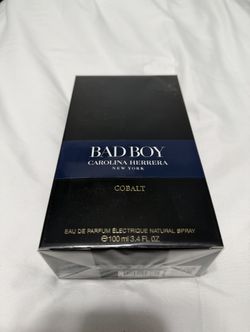 BAD BOY
CAROLINA HERRERA
NEW YORK
COBALT
EAU DE PARFUM ÉLECTRIQUE NATURAL SPRAY
℮ 100 ml 3.4 FL OZ